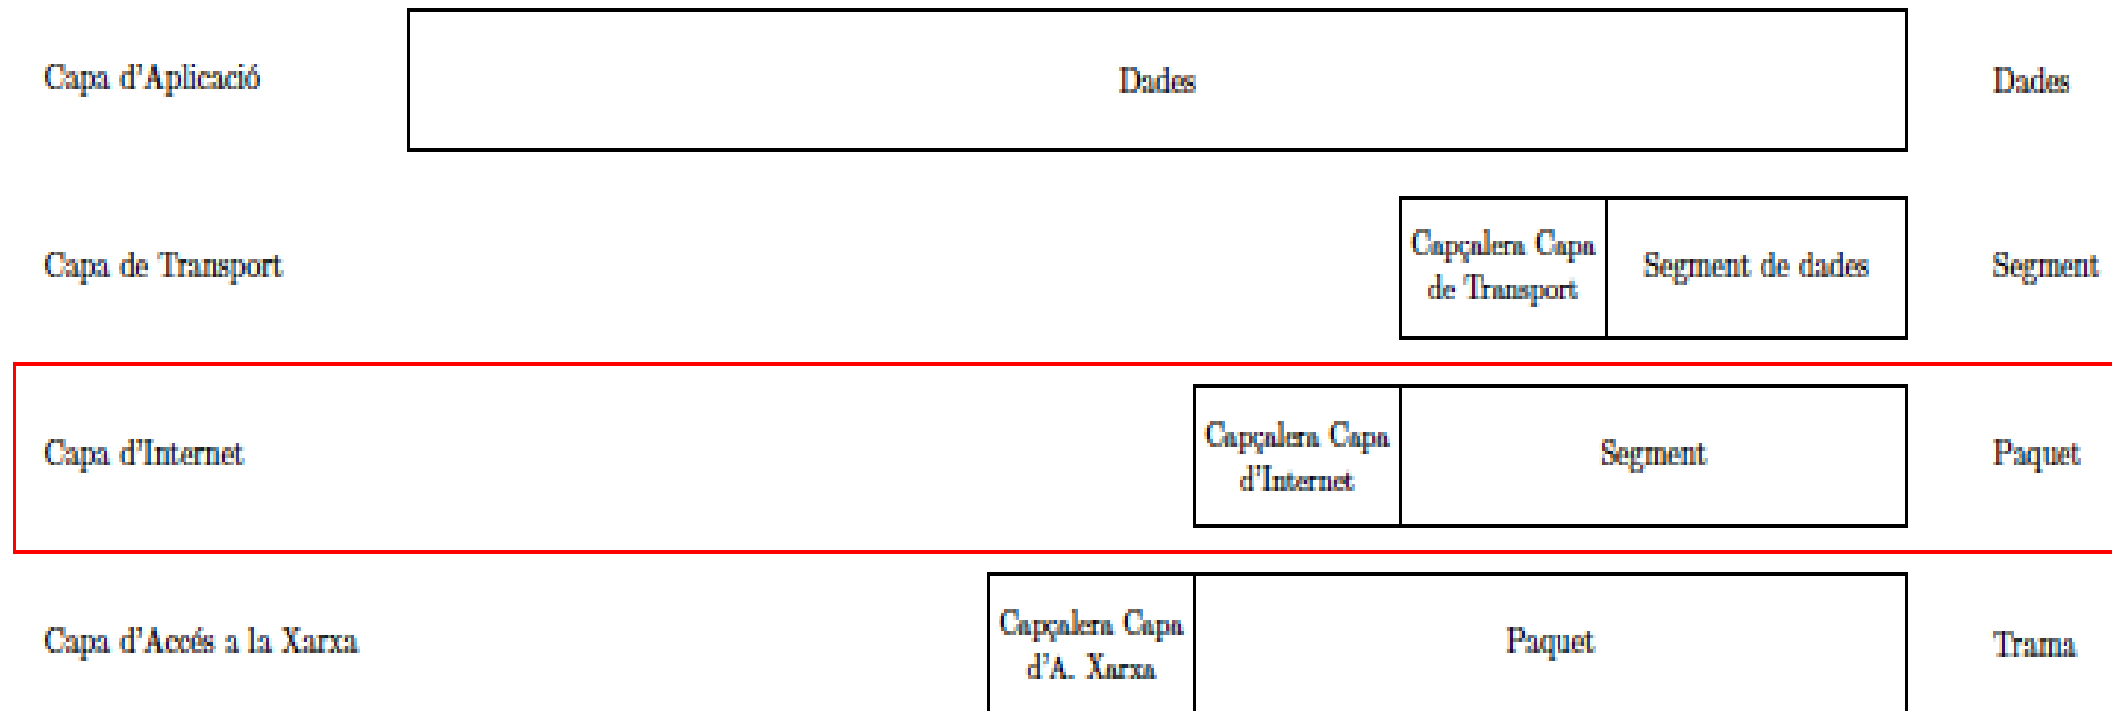 Capa d'Aplicació
Dades
Dades
Capa de Transport
Capçalera Capa
de Transport
Segment de dades
Segment
Capa d'Internet
Capçalera Capa
d'Internet
Segment
Paquet
Capa d'Accés a la Xarxa
Capçalera Capa
d'A. Xarxa
Paquet
Trama